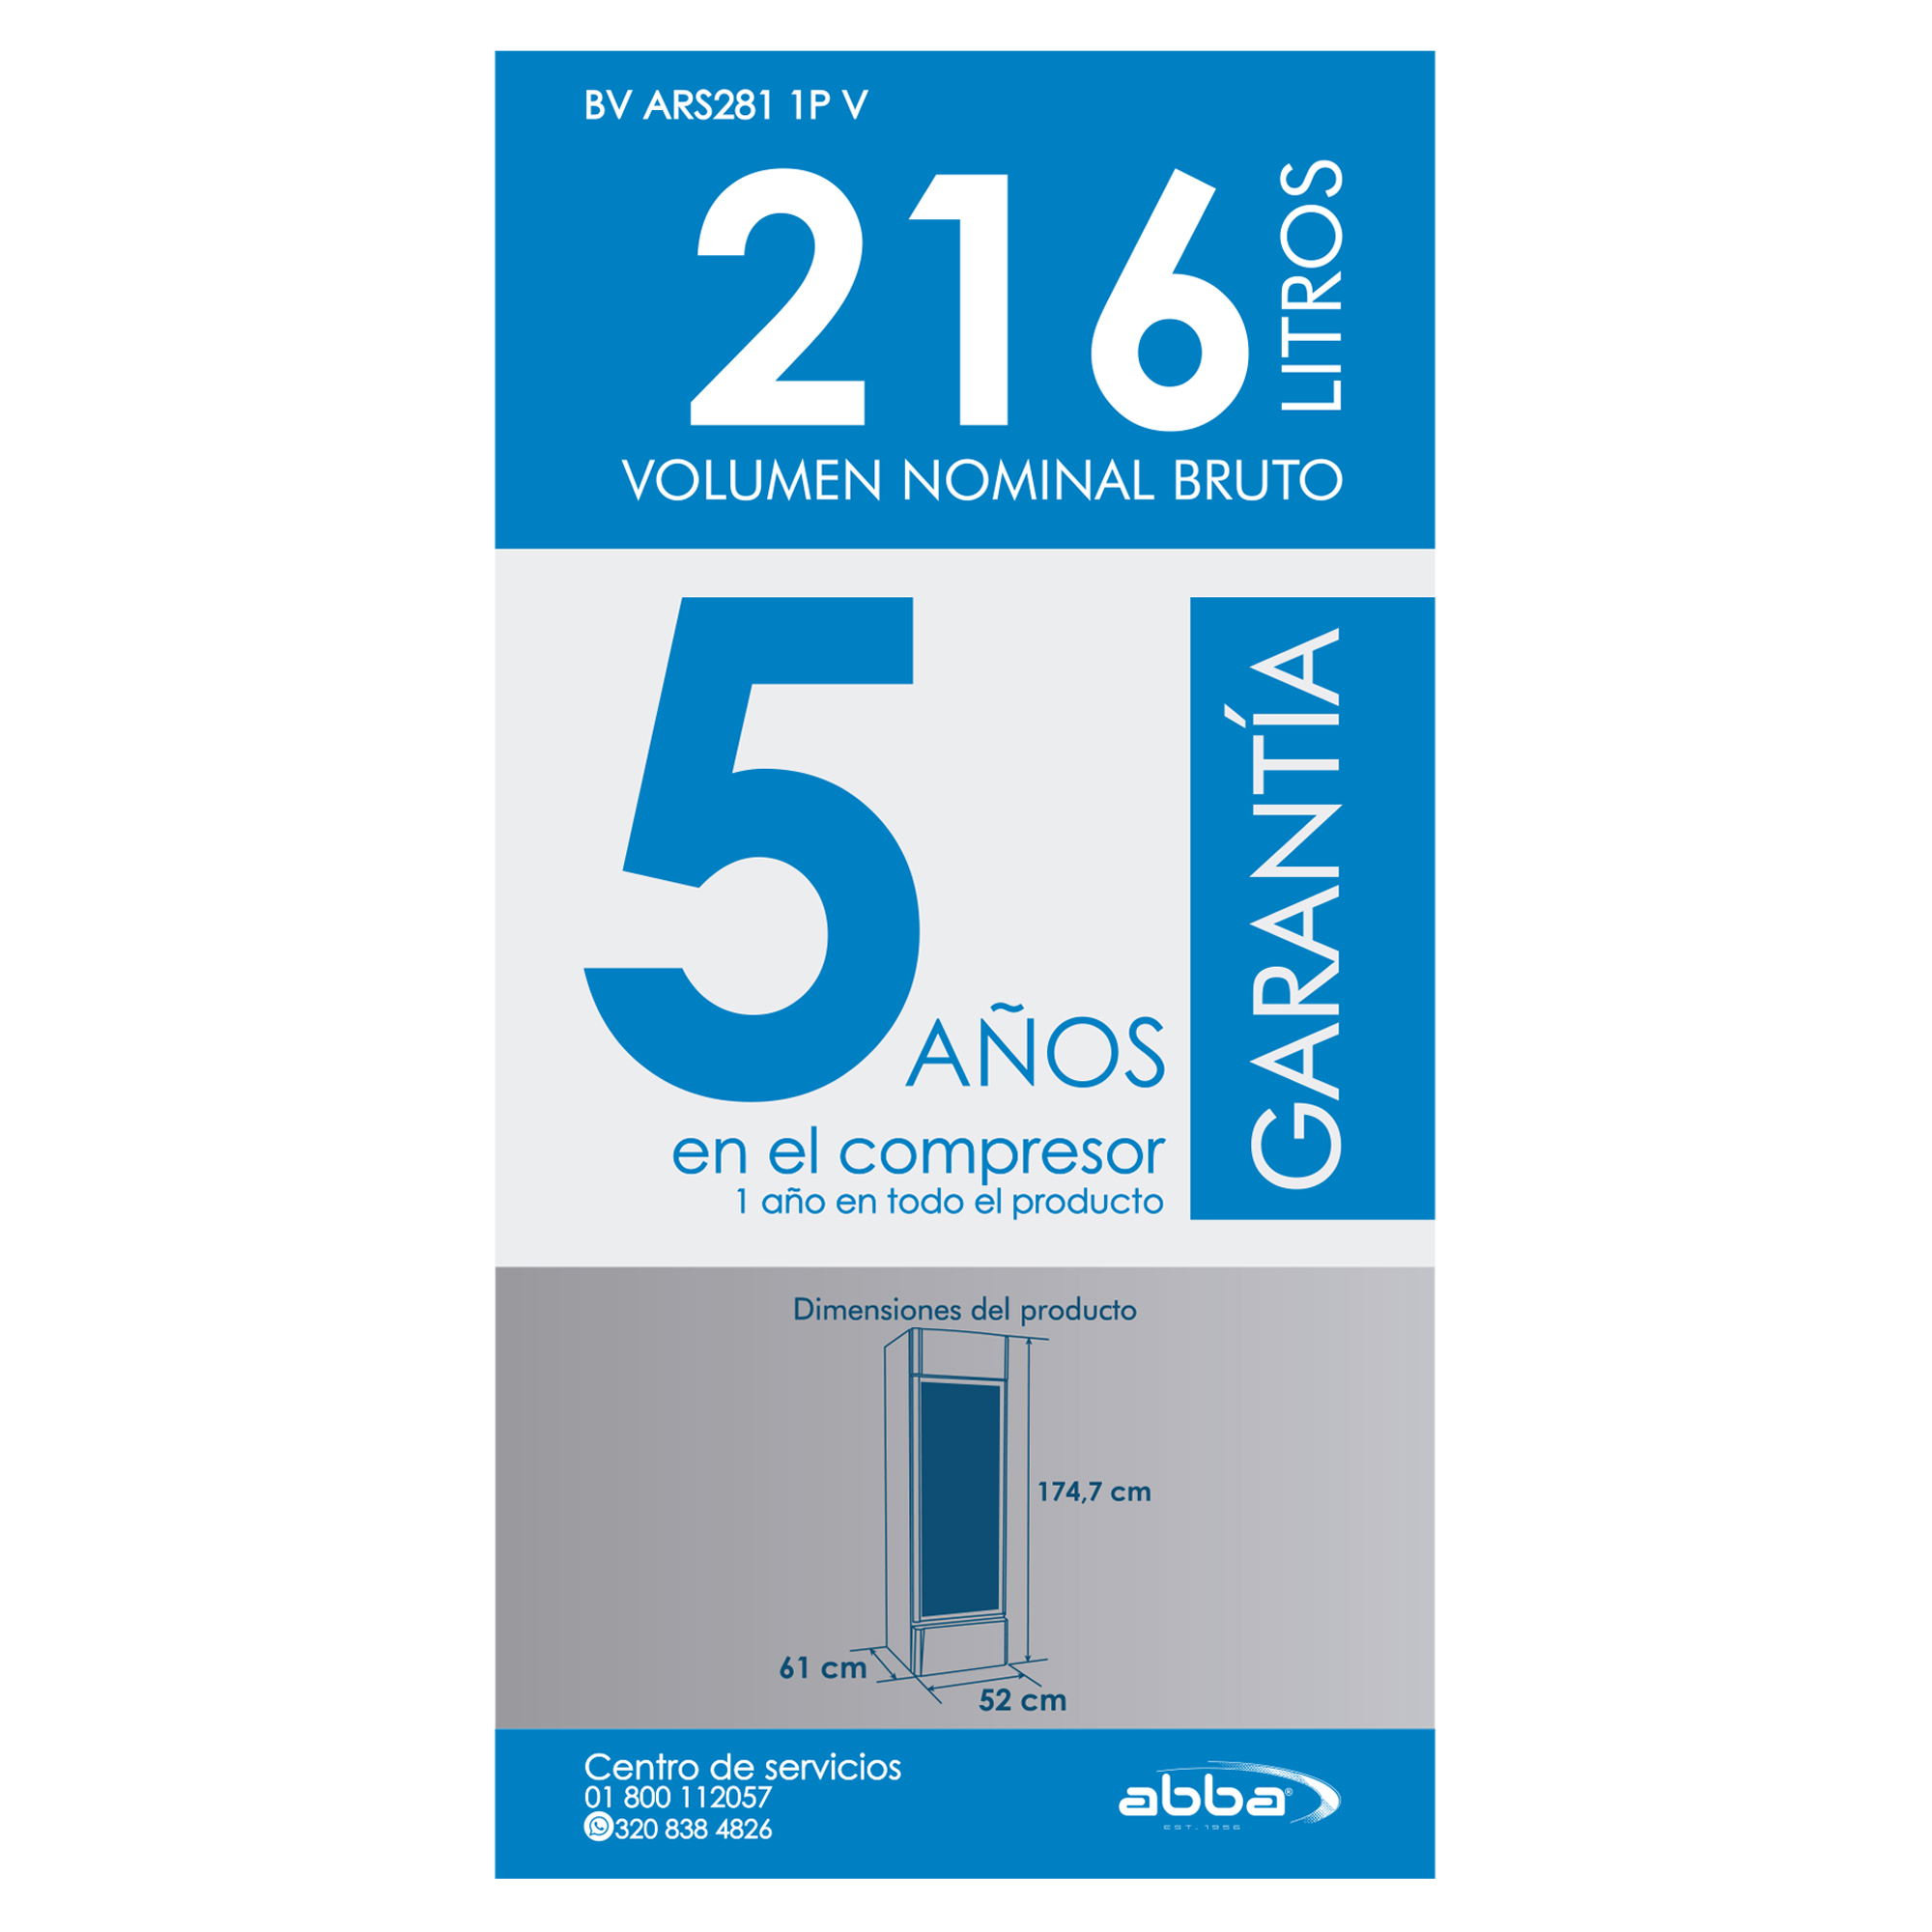 BV ARS281 1P V
216
LITROS
VOLUMEN NOMINAL BRUTO
5
AÑOS
en el compresor
1 año en todo el producto
GARANTÍA
Dimensiones del producto
174,7 cm
61 cm
52 cm
Centro de servicios
01 800 112057
320 838 4826
abba®
EST. 1956